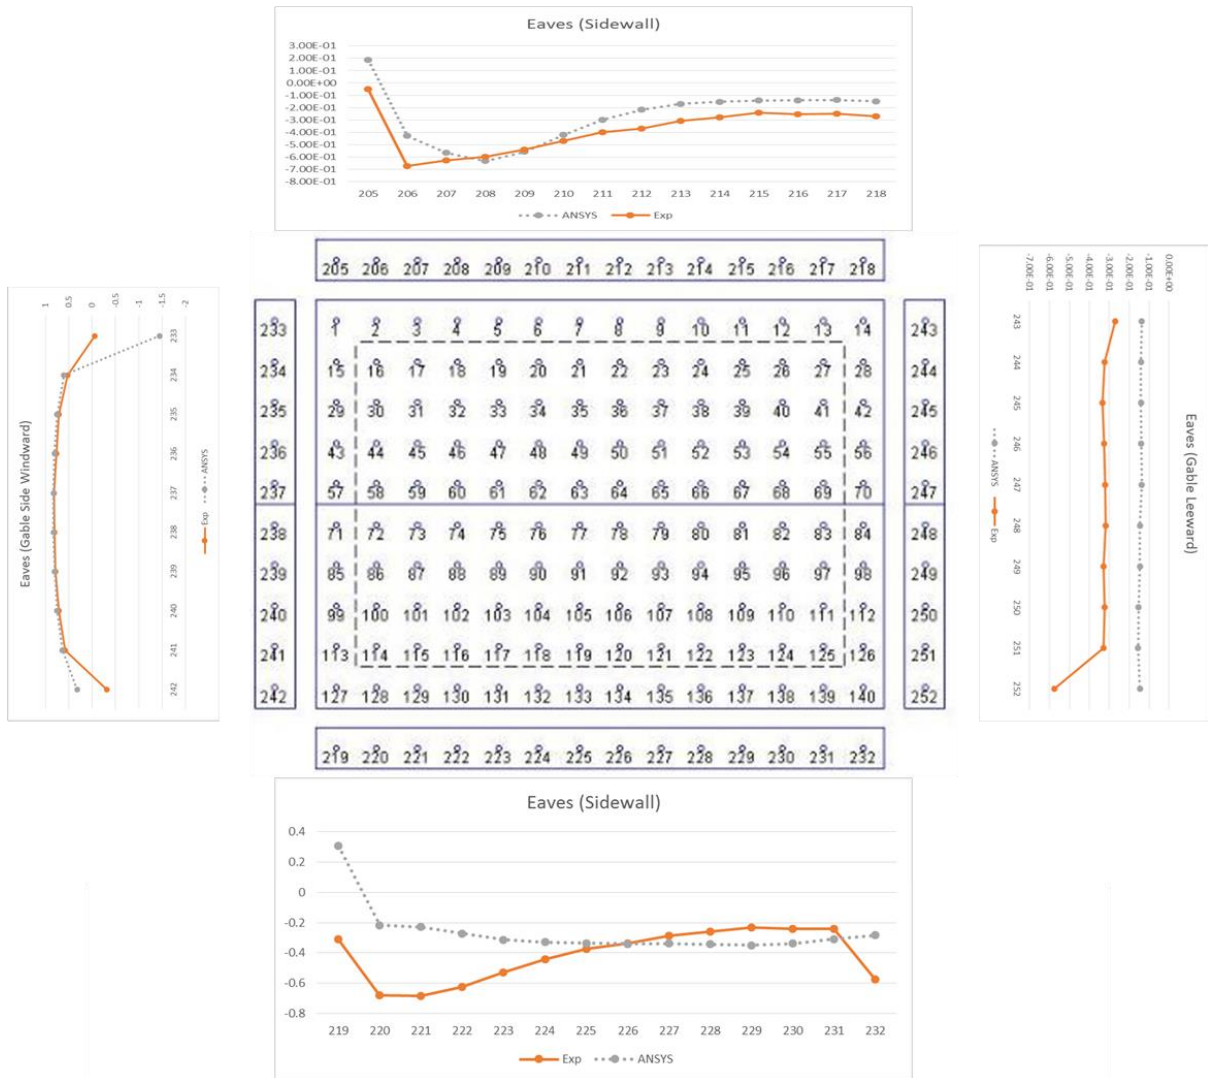 Eaves (Sidewall)
3.00E-01
2.00E-01
1.00E-01
0.00E+00
-1.00E-01
-2.00E-01
-3.00E-01
-4.00E-01
-5.00E-01
-6.00E-01
-7.00E-01
-8.00E-01
205 206 207 208 209 210 211 212 213 214 215 216 217 218
ANSYS Exp
205 206 207 208 209 210 211 212 213 214 215 216 217 218
1 0.5 0 -0.5 -1 -1.5 -2
233
234
235
236
237
238
239
240
241
242
Eaves (Gable Side Windward)
ANSYS
Exp
233 1 2 3 4 5 6 7 8 9 10 11 12 13 14 243
234 15 16 17 18 19 20 21 22 23 24 25 26 27 28 244
235 29 30 31 32 33 34 35 36 37 38 39 40 41 42 245
236 43 44 45 46 47 48 49 50 51 52 53 54 55 56 246
237 57 58 59 60 61 62 63 64 65 66 67 68 69 70 247
238 71 72 73 74 75 76 77 78 79 80 81 82 83 84 248
239 85 86 87 88 89 90 91 92 93 94 95 96 97 98 249
240 99 100 101 102 103 104 105 106 107 108 109 110 111 112 250
241 113 114 115 116 117 118 119 120 121 122 123 124 125 126 251
242 127 128 129 130 131 132 133 134 135 136 137 138 139 140 252
-7.00E-01 -6.00E-01 -5.00E-01 -4.00E-01 -3.00E-01 -2.00E-01 -1.00E-01 0.00E+00
243
244
245
246
247
248
249
250
251
252
ANSYS
Exp
Eaves (Gable Leeward)
219 220 221 222 223 224 225 226 227 228 229 230 231 232
Eaves (Sidewall)
0.4
0.2
0
-0.2
-0.4
-0.6
-0.8
219 220 221 222 223 224 225 226 227 228 229 230 231 232
Exp ANSYS